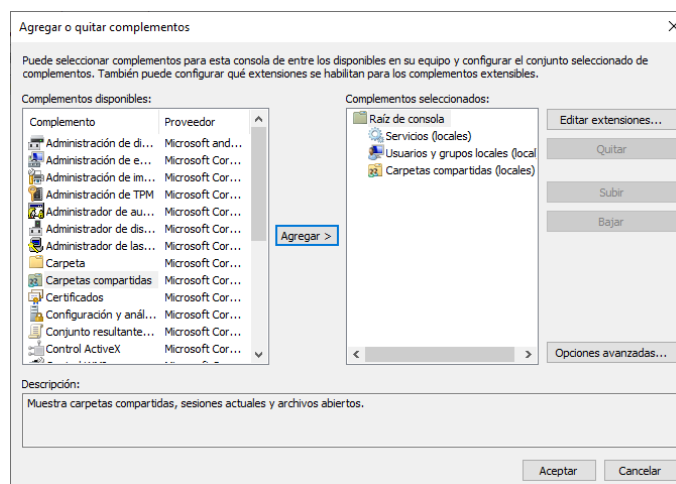 Agregar o quitar complementos
Puede seleccionar complementos para esta consola de entre los disponibles en su equipo y configurar el conjunto seleccionado de
complementos. También puede configurar qué extensiones se habilitan para los complementos extensibles.
Complementos disponibles:
Complemento Proveedor
Administración de di... Microsoft and...
Administración de e... Microsoft Cor...
Administración de im... Microsoft Cor...
Administración de TPM Microsoft Cor...
Administrador de au... Microsoft Cor...
Administrador de dis... Microsoft Cor...
Administrador de las... Microsoft Cor...
Carpeta Microsoft Cor...
Carpetas compartidas Microsoft Cor...
Certificados Microsoft Cor...
Configuración y anál... Microsoft Cor...
Conjunto resultante... Microsoft Cor...
Control ActiveX Microsoft Cor...
Agregar >
Complementos seleccionados:
Raíz de consola
Servicios (locales)
Usuarios y grupos locales (local
Carpetas compartidas (locales)
Editar extensiones...
Quitar
Subir
Bajar
Opciones avanzadas...
Descripción:
Muestra carpetas compartidas, sesiones actuales y archivos abiertos.
Aceptar Cancelar